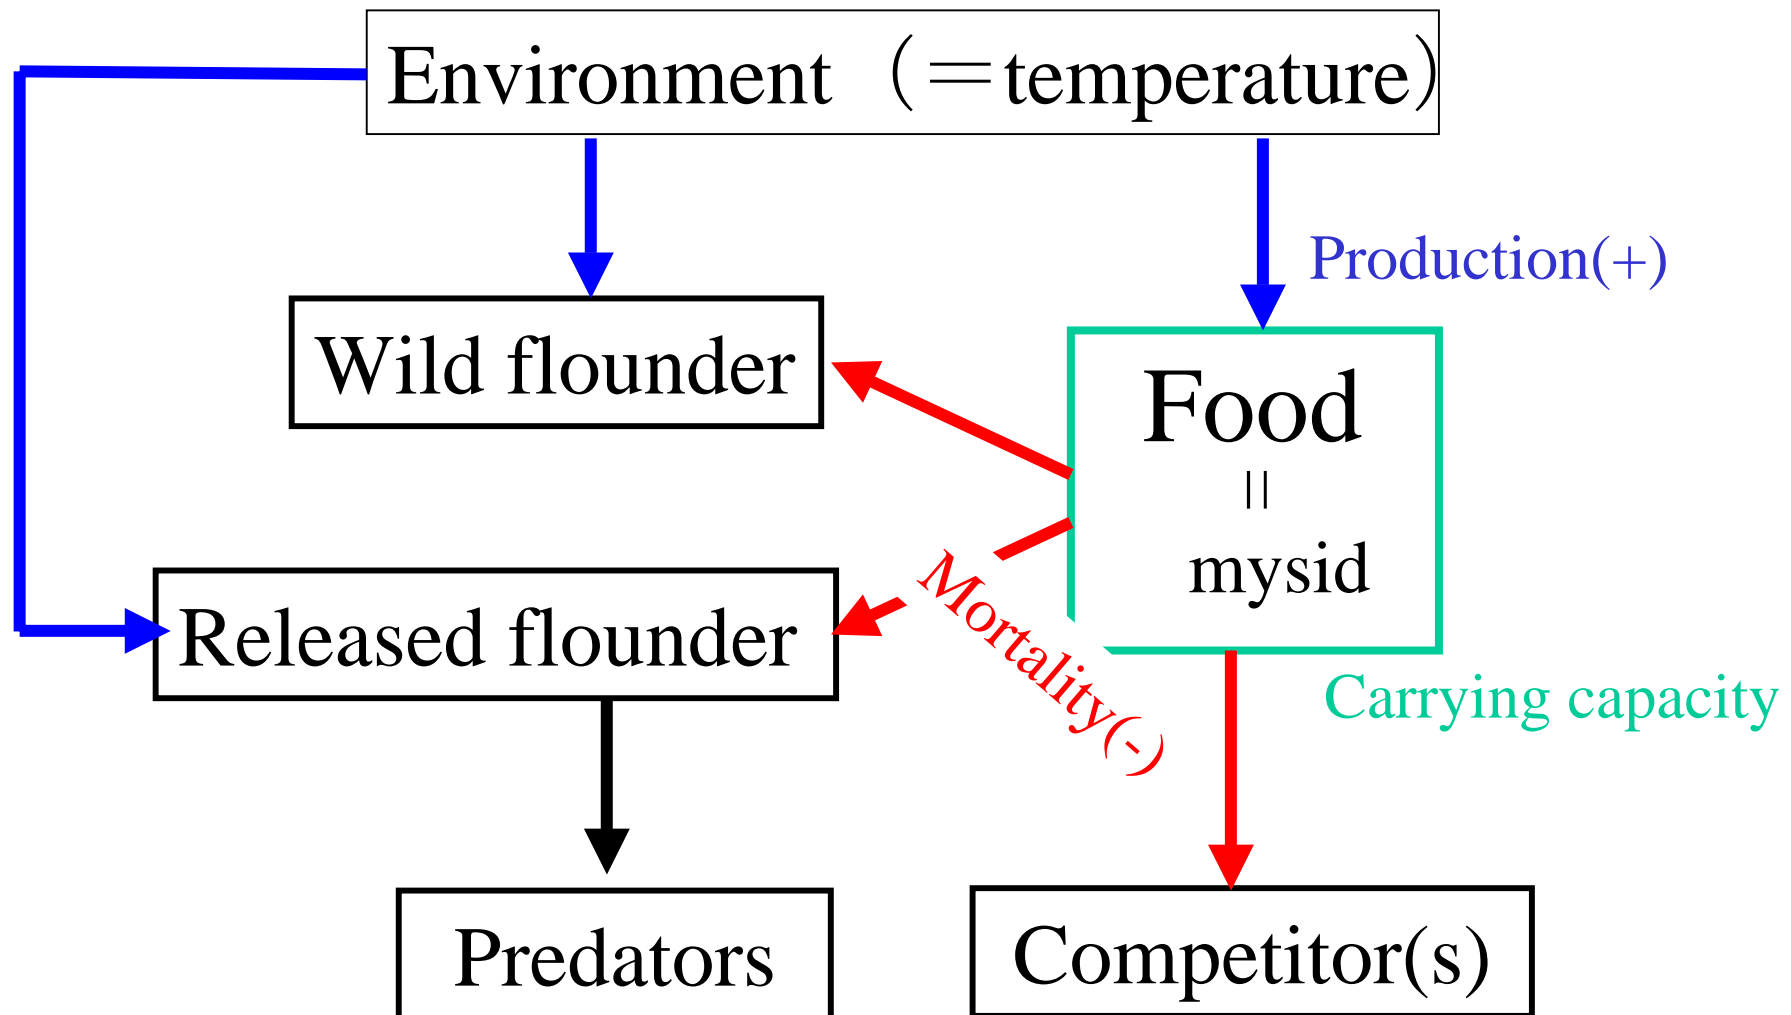 Environment（＝temperature）
Production(+)
Wild flounder
Food
=
mysid
Mortality(-)
Released flounder
Carrying capacity
Predators
Competitor(s)